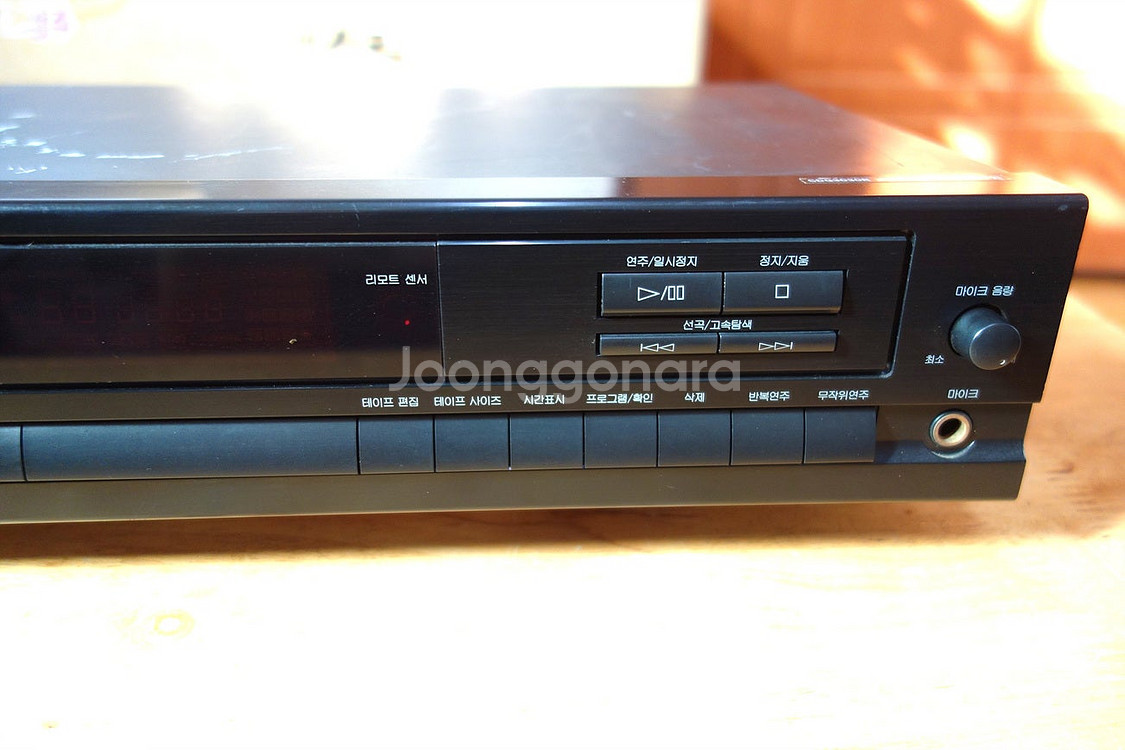 리모트 센서
연주/일시정지
정지/지움
선곡/고속탐색
마이크 음량
최소
마이크
테이프 편집
테이프 사이즈
시간표시
프로그램/확인
삭제
반복연주
무작위연주
Joonggonara